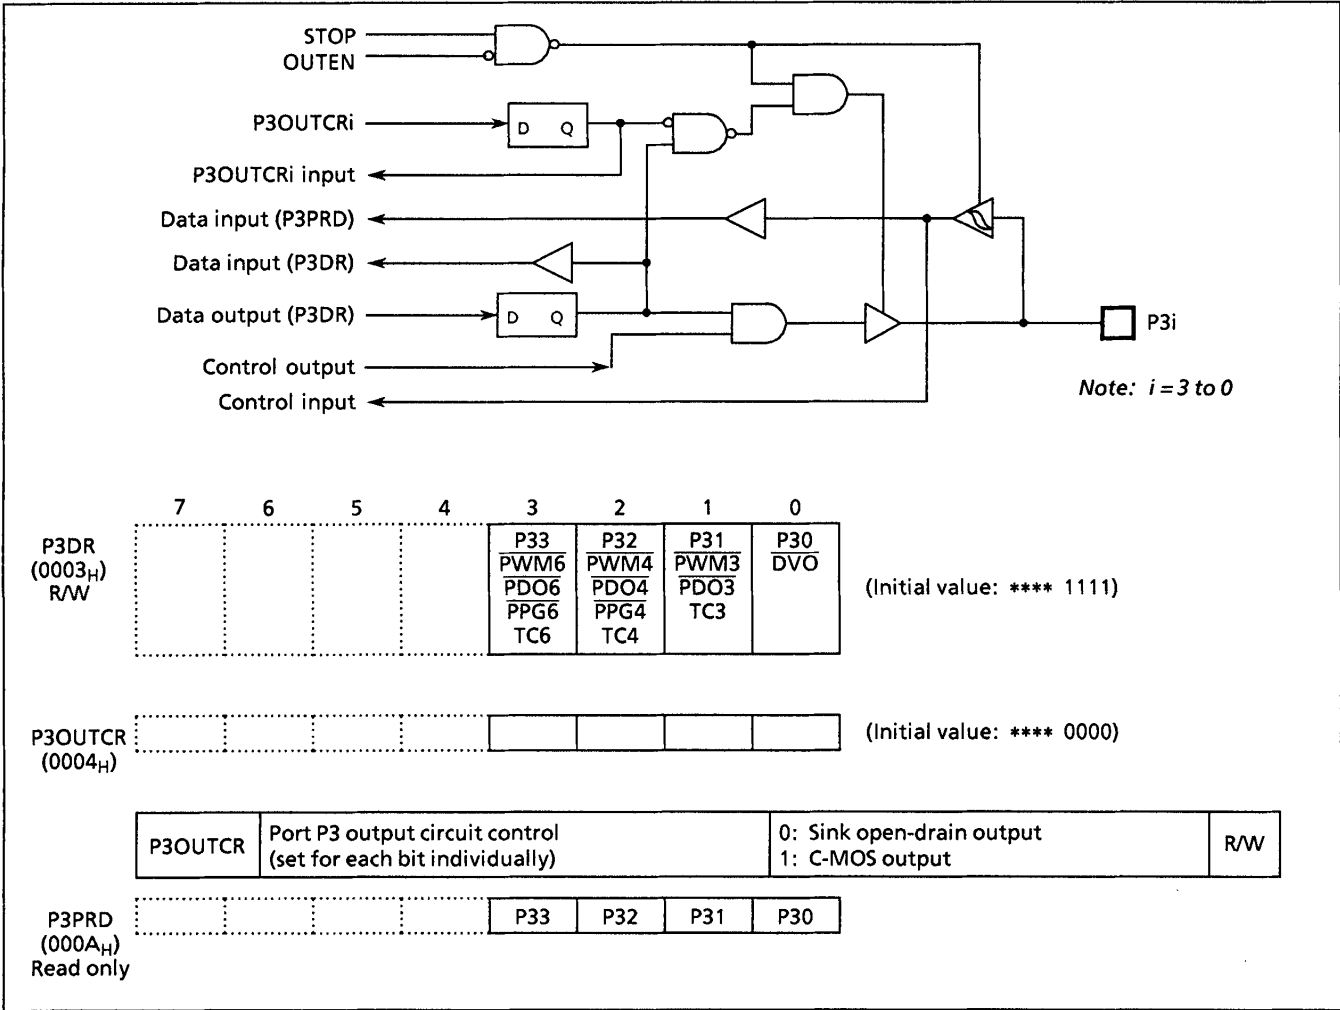 STOP
OUTEN
P3OUTCRi
D Q
P3OUTCRi input
Data input (P3PRD)
Data input (P3DR)
Data output (P3DR)
D Q
P3i
Control output
Control input
Note: i = 3 to 0
7 6 5 4 3 2 1 0
P3DR
(0003H)
R/W
P33
PWM6
PDO6
PPG6
TC6
P32
PWM4
PDO4
PPG4
TC4
P31
PWM3
PDO3
TC3
P30
DVO
(Initial value: **** 1111)
P3OUTCR
(0004H)
(Initial value: **** 0000)
P3OUTCR
Port P3 output circuit control
(set for each bit individually)
0: Sink open-drain output
1: C-MOS output
R/W
P3PRD
(000AH)
Read only
P33 P32 P31 P30